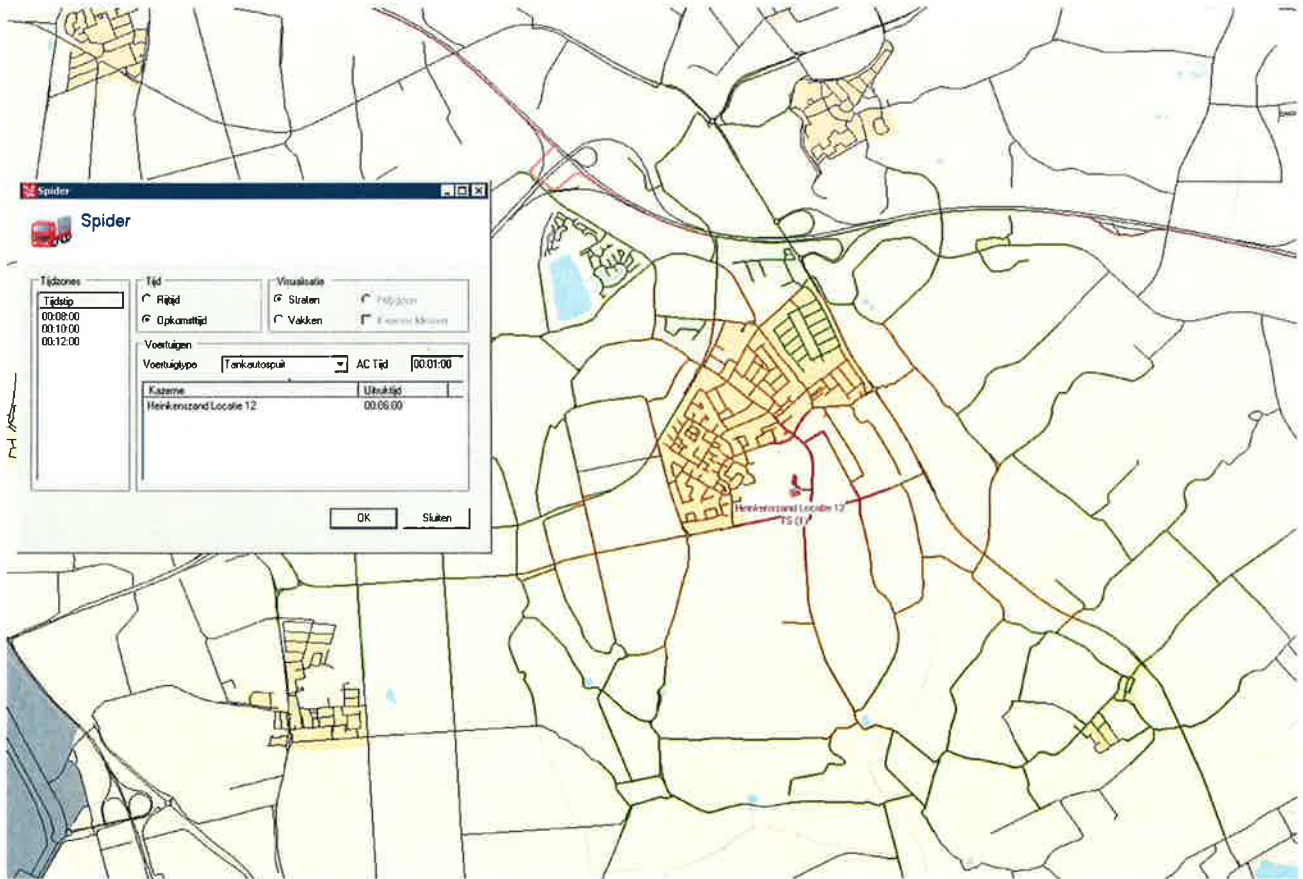 Spider
Spider
Tijdzones
Tijdstip
00:08:00
00:10:00
00:12:00
Tijd
Rijtijd
Opkomsttijd
Visualisatie
Straten
Polygoon
Vakken
Voertuigen
Voertuigtype
Tankautospuit
AC Tijd
00:01:00
Kazerne
Uitruktijd
Heinkenszand Locatie 12
00:06:00
OK
Sluiten
Heinkenszand Locatie 12
TS (1)